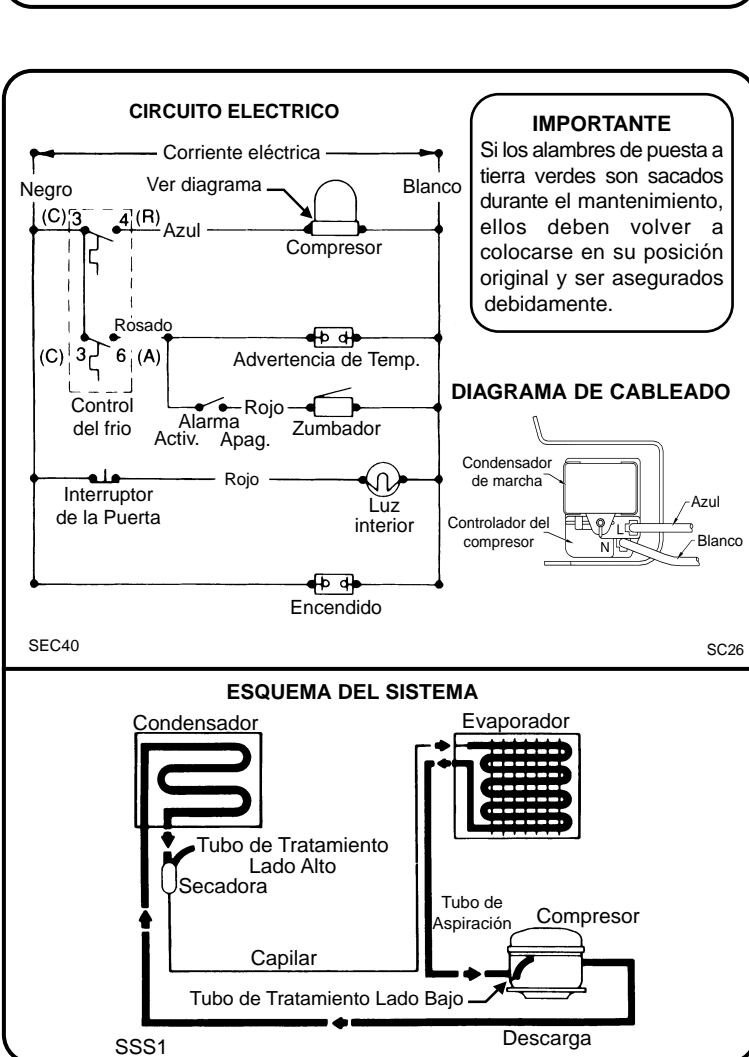 CIRCUITO ELECTRICO
Corriente eléctrica
Negro
Ver diagrama
Blanco
(C) 3 4 (R)
Azul
Compresor
Rosado
(C) 3 6 (A)
Advertencia de Temp.
Control
del frio
Rojo
Alarma
Activ. Apag.
Zumbador
Rojo
Interruptor
de la Puerta
Luz
interior
Encendido
SEC40
IMPORTANTE
Si los alambres de puesta a
tierra verdes son sacados
durante el mantenimiento,
ellos deben volver a
colocarse en su posición
original y ser asegurados
debidamente.
DIAGRAMA DE CABLEADO
Condensador
de marcha
Azul
Controlador del
compresor
L
N
Blanco
SC26
ESQUEMA DEL SISTEMA
Condensador
Evaporador
Tubo de Tratamiento
Lado Alto
Secadora
Tubo de
Aspiración
Compresor
Capilar
Tubo de Tratamiento Lado Bajo
Descarga
SSS1